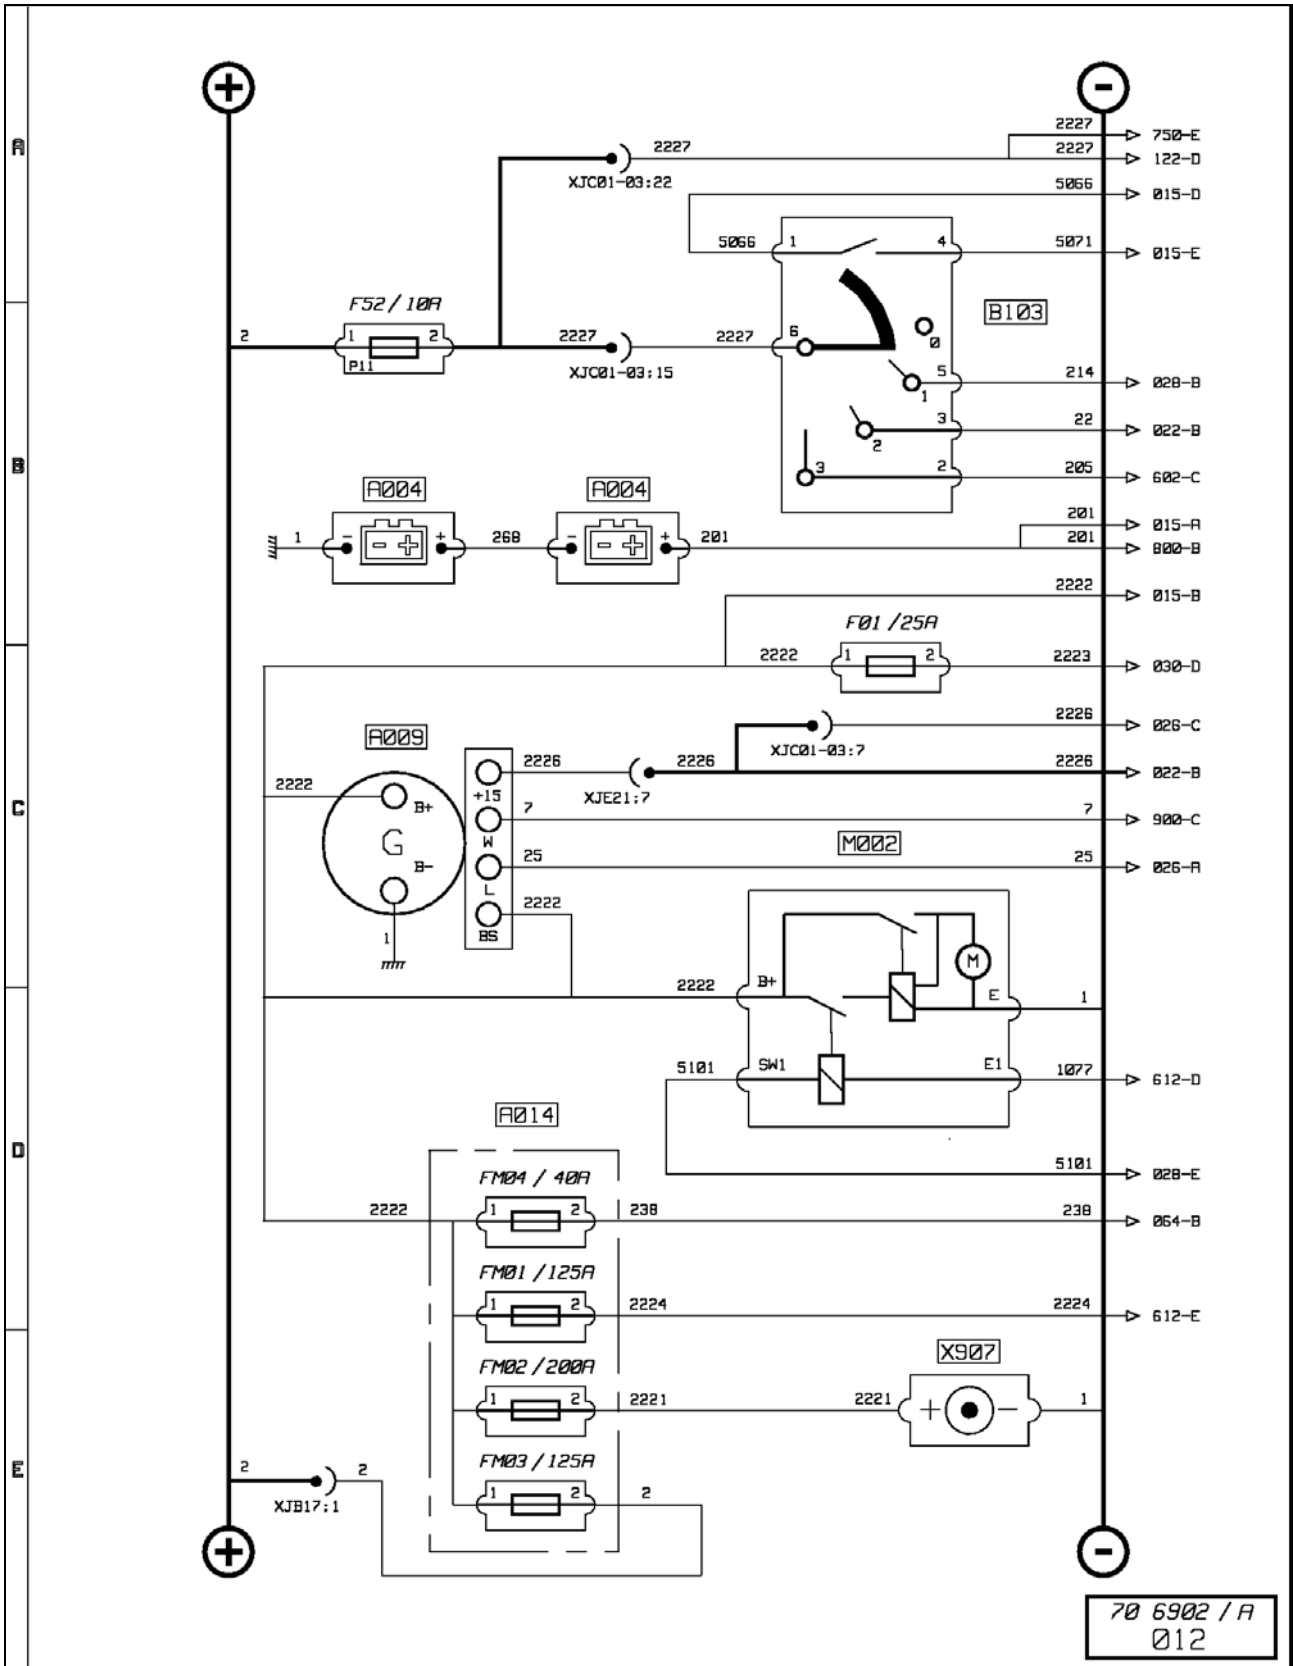 + -
2227 750-E
A 2227 2227 122-D
XJC01-03:22 5066 015-D
5066 1 4 5071 015-E
F52/10A B103
2 1 2 2227 2227 6 0
P11 XJC01-03:15 5 214 028-B
1
3 22 022-B
2
B 3 2 205 602-C
A004 A004
201 015-A
1 - + 268 - + 201 201 800-B
- + - +
2222 015-B
F01/25A
2222 1 2 2223 030-D
2226 026-C
A009 XJC01-03:7
2226 2226 2226 022-B
2222 B+ +15 XJE21:7
C 7 7 900-C
G W M002
B- 25 25 026-A
L
2222
1 BS
M
2222 B+ E 1
5101 SW1 E1 1077 612-D
A014
D 5101 028-E
FM04/40A
2222 1 2 238 238 064-B
FM01/125A
1 2 2224 2224 612-E
FM02/200A X907
1 2 2221 2221 + - 1
E 2 2 FM03/125A
XJB17:1 1 2 2
+ -
70 6902/A
012